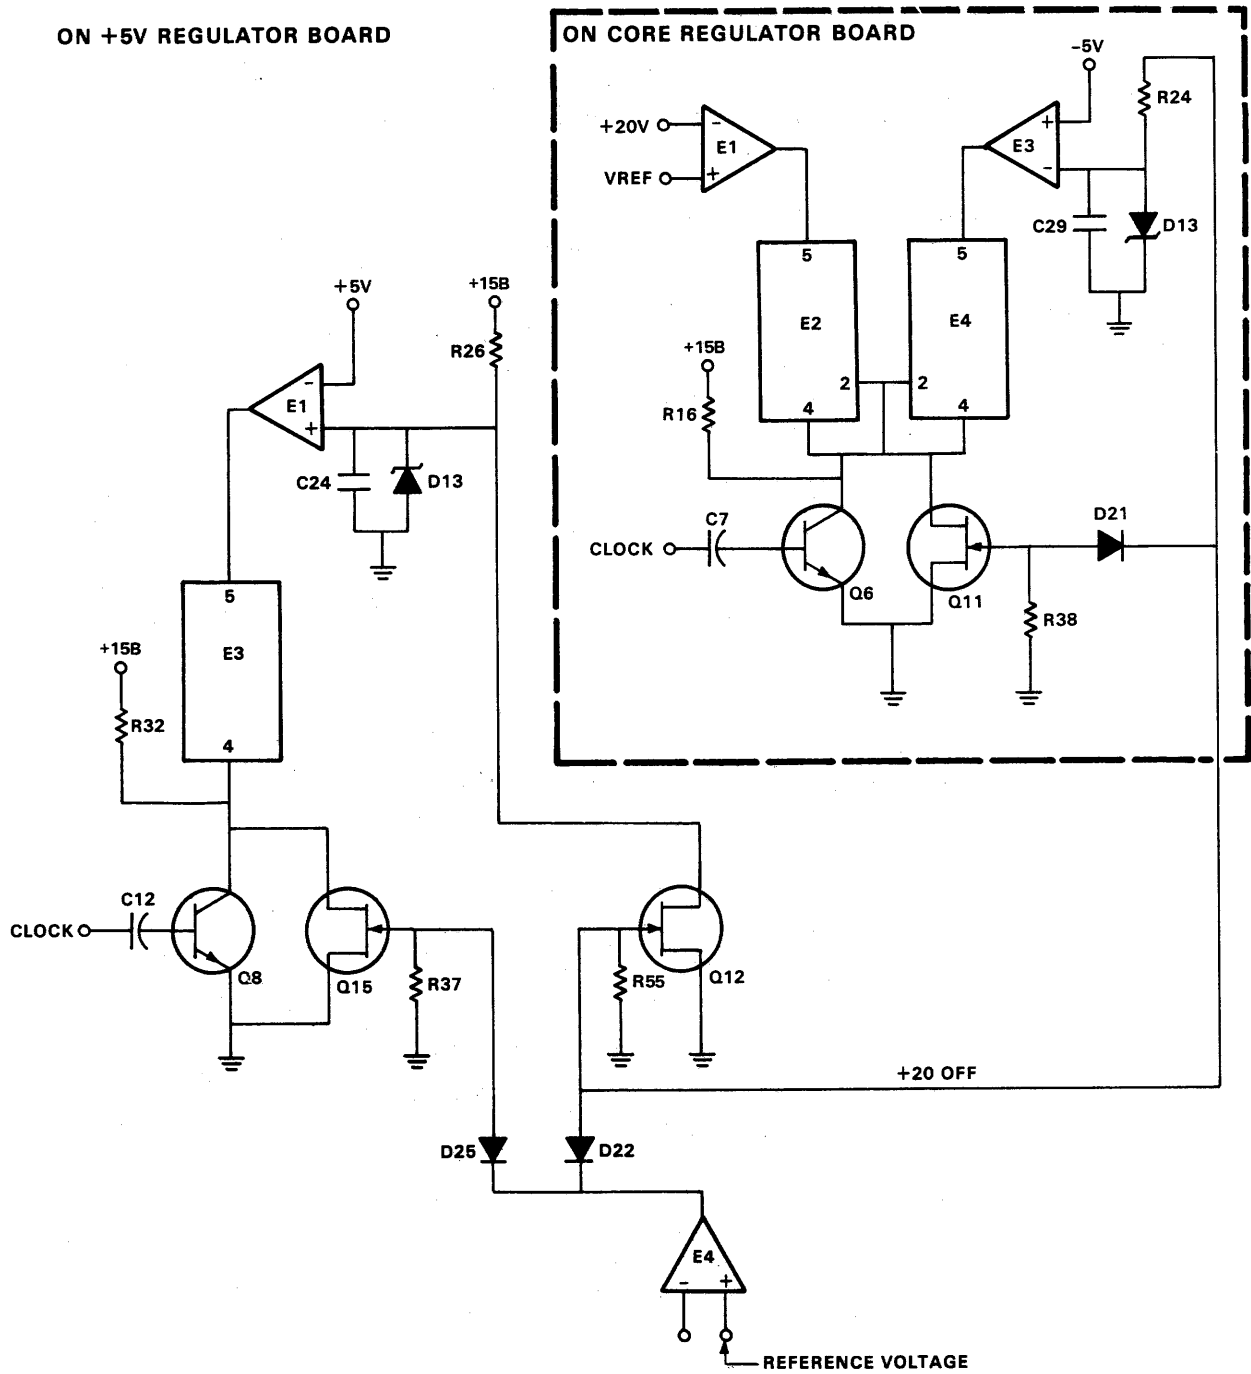 ON +5V REGULATOR BOARD
ON CORE REGULATOR BOARD
-5V
R24
+20V
-
E1
VREF
+
+
E3
-
C29
D13
5
E2
2
4
5
E4
2
4
+15B
R16
C7
CLOCK
Q6
Q11
D21
R38
+5V
+15B
R26
-
E1
+
C24
D13
5
E3
4
+15B
R32
C12
CLOCK
Q8
Q15
R37
R55
Q12
+20 OFF
D25
D22
E4
-
+
REFERENCE VOLTAGE